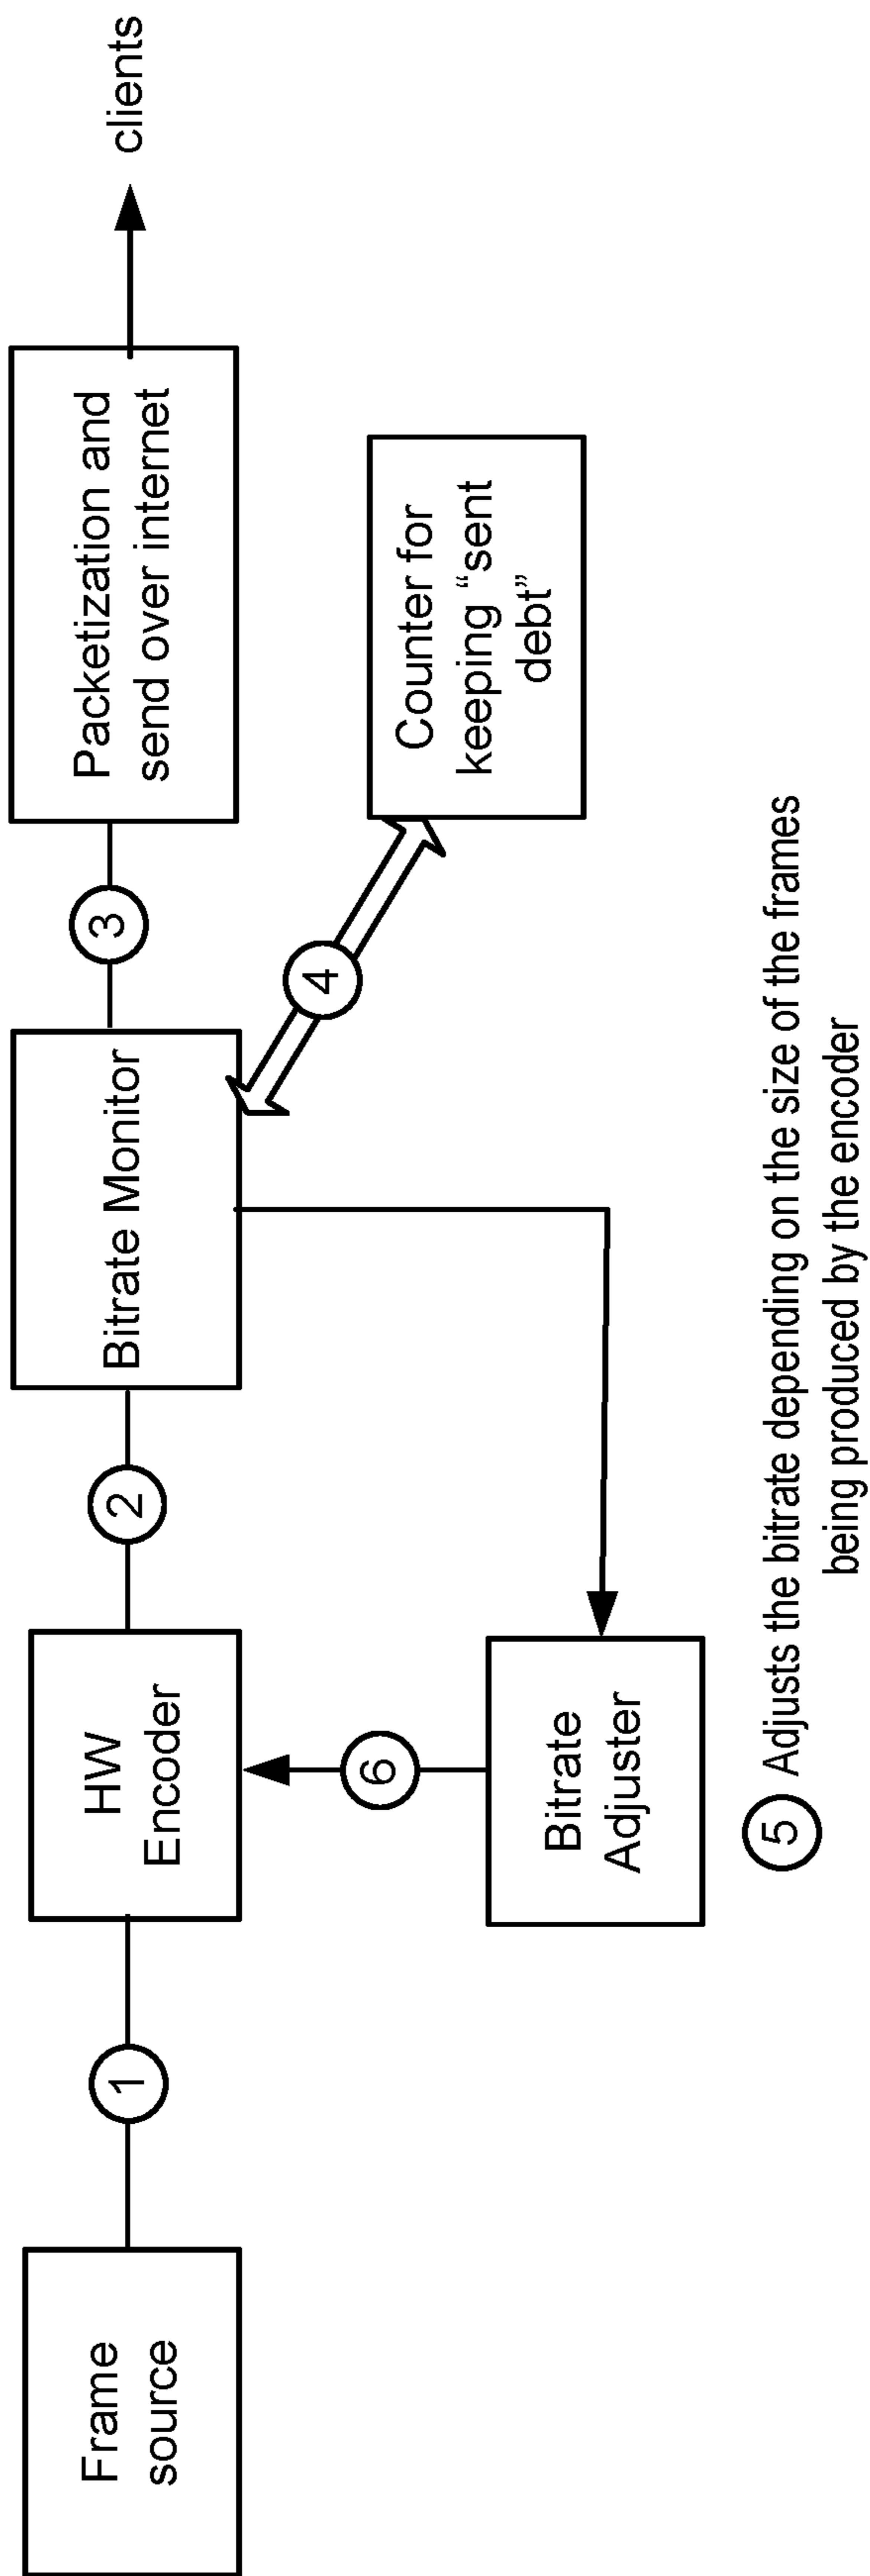 Frame
source
1
HW
Encoder
2
Bitrate Monitor
3
Packetization and
send over internet
clients
4
Counter for
keeping “sent
debt”
6
Bitrate
Adjuster
5 Adjusts the bitrate depending on the size of the frames
being produced by the encoder